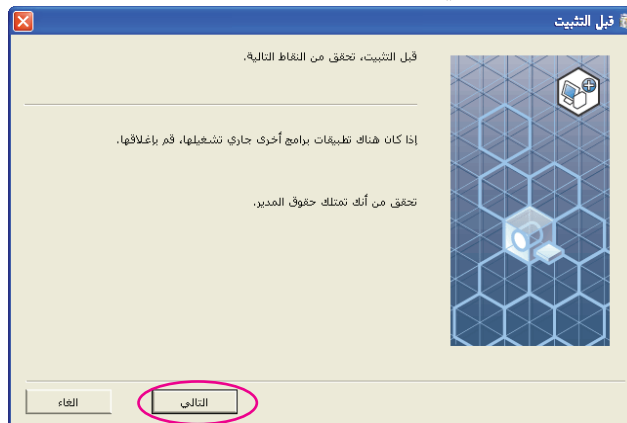 قبل التثبيت
قبل التثبيت، تحقق من النقاط التالية.
إذا كان هناك تطبيقات برامج أخرى جاري تشغيلها، قم بإغلاقها.
تحقق من أنك تمتلك حقوق المدير.
التالي
الغاء